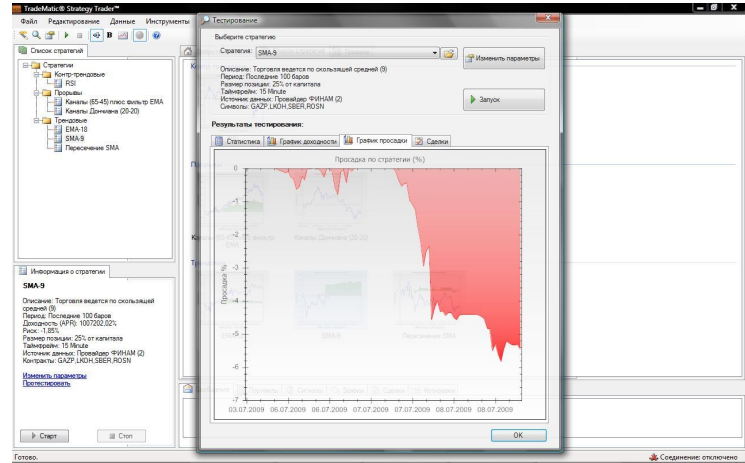 TradeMatic® Strategy Trader™
Файл Редактирование Данные Инструменты
Список стратегий
Стратегии
Контр-трендовые
RSI
Прорывы
Каналы (65-45) плюс фильтр EMA
Каналы Дончиана (20-20)
Трендовые
EMA-18
SMA-9
Пересечение SMA
Информация о стратегии
SMA-9
Описание: Торговля ведется по скользящей
средней (9)
Период: Последние 100 баров
Доходность (APR): 1007202,02%
Риск: -1,85%
Размер позиции: 25% от капитала
Таймфрейм: 15 Minute
Источник данных: Провайдер ФИНАМ (2)
Контракты: GAZP,LKOH,SBER,ROSN
Изменить параметры
Протестировать
Старт Стоп
Готово.
Тестирование
Выберите стратегию
Стратегия: SMA-9
Изменить параметры
Описание: Торговля ведется по скользящей средней (9)
Период: Последние 100 баров
Размер позиции: 25% от капитала
Таймфрейм: 15 Minute
Источник данных: Провайдер ФИНАМ (2)
Символы: GAZP,LKOH,SBER,ROSN
Запуск
Результаты тестирования:
Статистика График доходности График просадки Сделки
Просадка по стратегии (%)
Просадка %
0
-1
-2
-3
-4
-5
-6
-7
03.07.2009 06.07.2009 06.07.2009 07.07.2009 07.07.2009 08.07.2009 08.07.2009
Каналы Дончиана (20-20)
SMA-9
Пересечение SMA
OK
Соединение: отключено